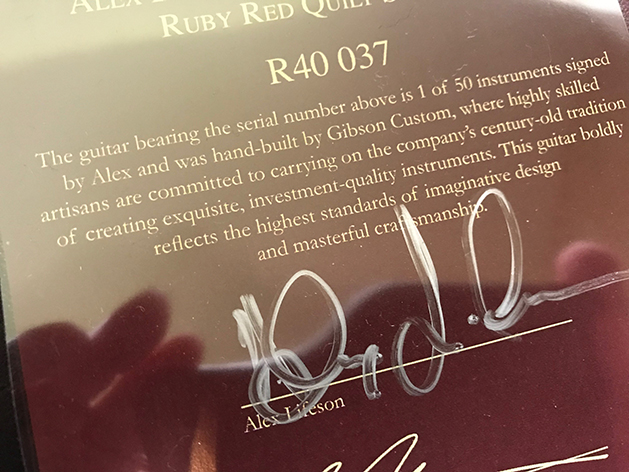 ALEX
RUBY RED QUILT
R40 037
The guitar bearing the serial number above is 1 of 50 instruments signed
by Alex and was hand-built by Gibson Custom, where highly skilled
artisans are committed to carrying on the company's century-old tradition
of creating exquisite, investment-quality instruments. This guitar boldly
reflects the highest standards of imaginative design
and masterful craftsmanship.
Alex Lifeson